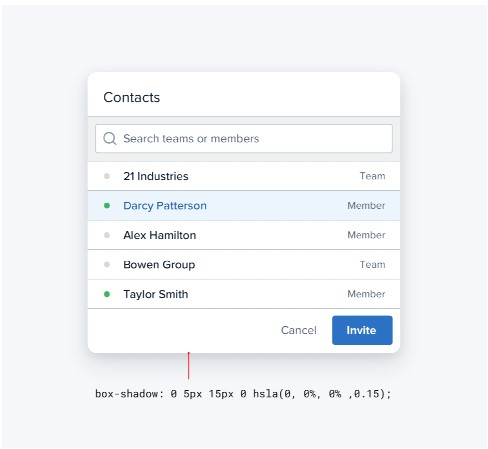 Contacts
Search teams or members
21 Industries Team
Darcy Patterson Member
Alex Hamilton Member
Bowen Group Team
Taylor Smith Member
Cancel Invite
box-shadow: 0 5px 15px 0 hsla(0, 0%, 0% ,0.15);